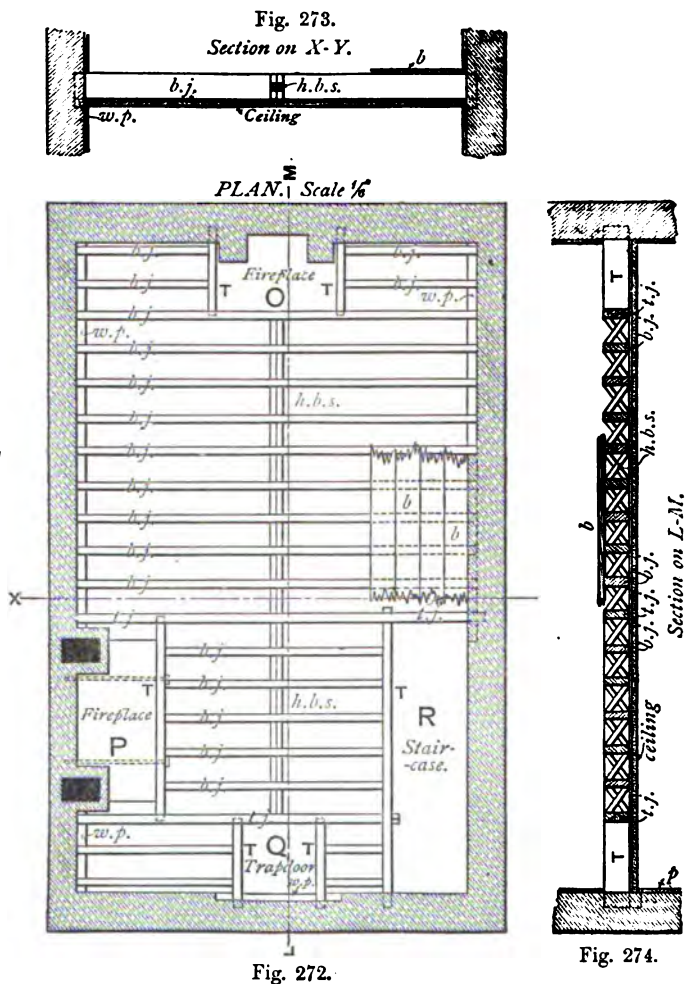 Fig. 273.
Section on X-Y.
b
b.j.
h.b.s.
Ceiling
w.p.
M
PLAN. Scale 1/6"
b.j.
Fireplace
b.j.
b.j.
T
O
T
b.j.
w.p.
b.j.
w.p.
b.j.
b.j.
b.j.
h.b.s.
b.j.
b.j.
b
b.j.
b
b.j.
b.j.
X
t.j.
t.j.
b.j.
T
b.j.
T
Fireplace
b.j.
h.b.s.
R
P
b.j.
Stair-
case.
b.j.
t.j.
w.p.
T
Q
T
Trapdoor
w.p.
L
Fig. 272.
T
t.j.
b.j.
h.b.s.
b
Section on L-M.
b.j.
t.j.
b.j.
ceiling
t.j.
T
p
Fig. 274.